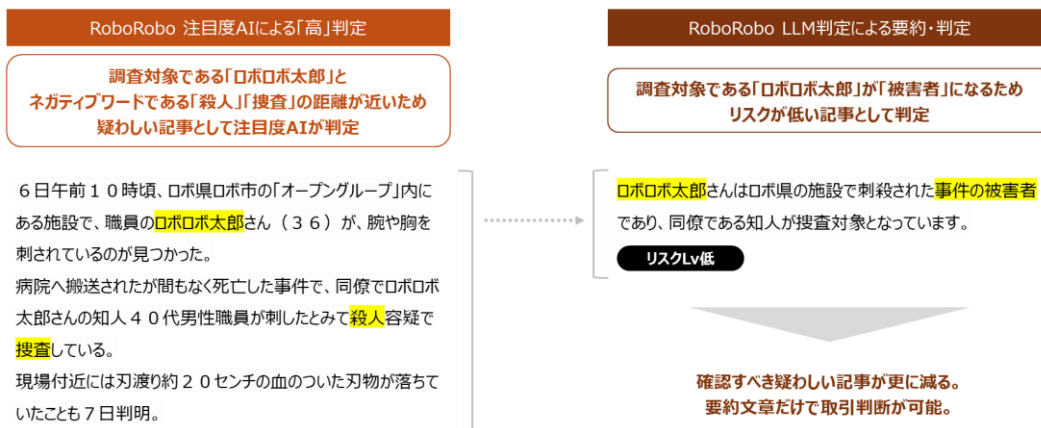 RoboRobo 注目度AIによる「高」判定
調査対象である「ロボロボ太郎」と
ネガティブワードである「殺人」「捜査」の距離が近いため
疑わしい記事として注目度AIが判定
６日午前１０時頃、ロボ県ロボ市の「オープングループ」内に
ある施設で、職員のロボロボ太郎さん（３６）が、腕や胸を
刺されているのが見つかった。
病院へ搬送されたが間もなく死亡した事件で、同僚でロボロボ
太郎さんの知人４０代男性職員が刺したとみて殺人容疑で
捜査している。
現場付近には刃渡り約２０センチの血のついた刃物が落ちて
いたことも７日判明。
RoboRobo LLM判定による要約・判定
調査対象である「ロボロボ太郎」が「被害者」になるため
リスクが低い記事として判定
ロボロボ太郎さんはロボ県の施設で刺殺された事件の被害者
であり、同僚である知人が捜査対象となっています。
リスクLv低
確認すべき疑わしい記事が更に減る。
要約文章だけで取引判断が可能。